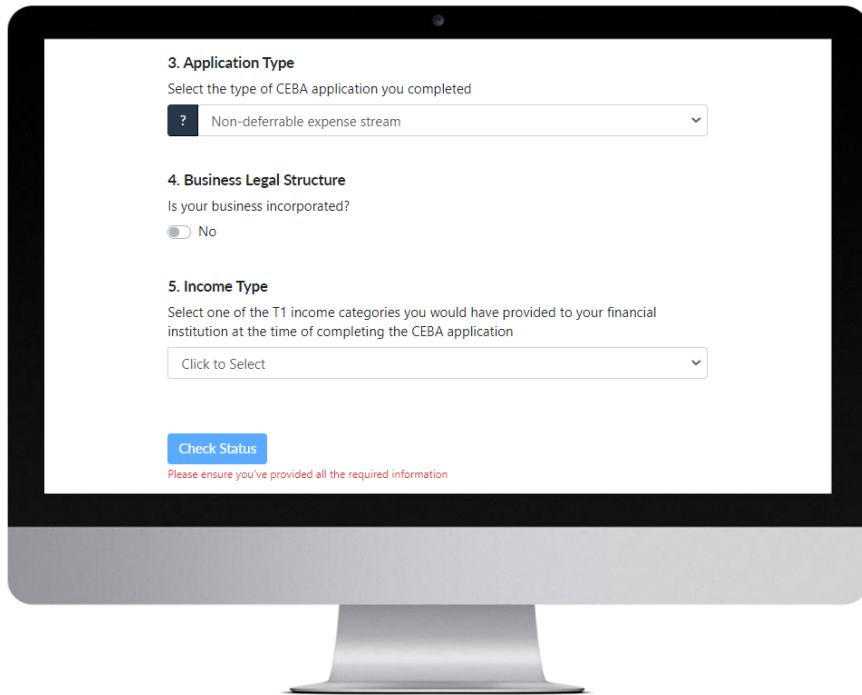 3. Application Type
Select the type of CEBA application you completed
? Non-deferrable expense stream
4. Business Legal Structure
Is your business incorporated?
No
5. Income Type
Select one of the T1 income categories you would have provided to your financial
institution at the time of completing the CEBA application
Click to Select
Check Status
Please ensure you've provided all the required information